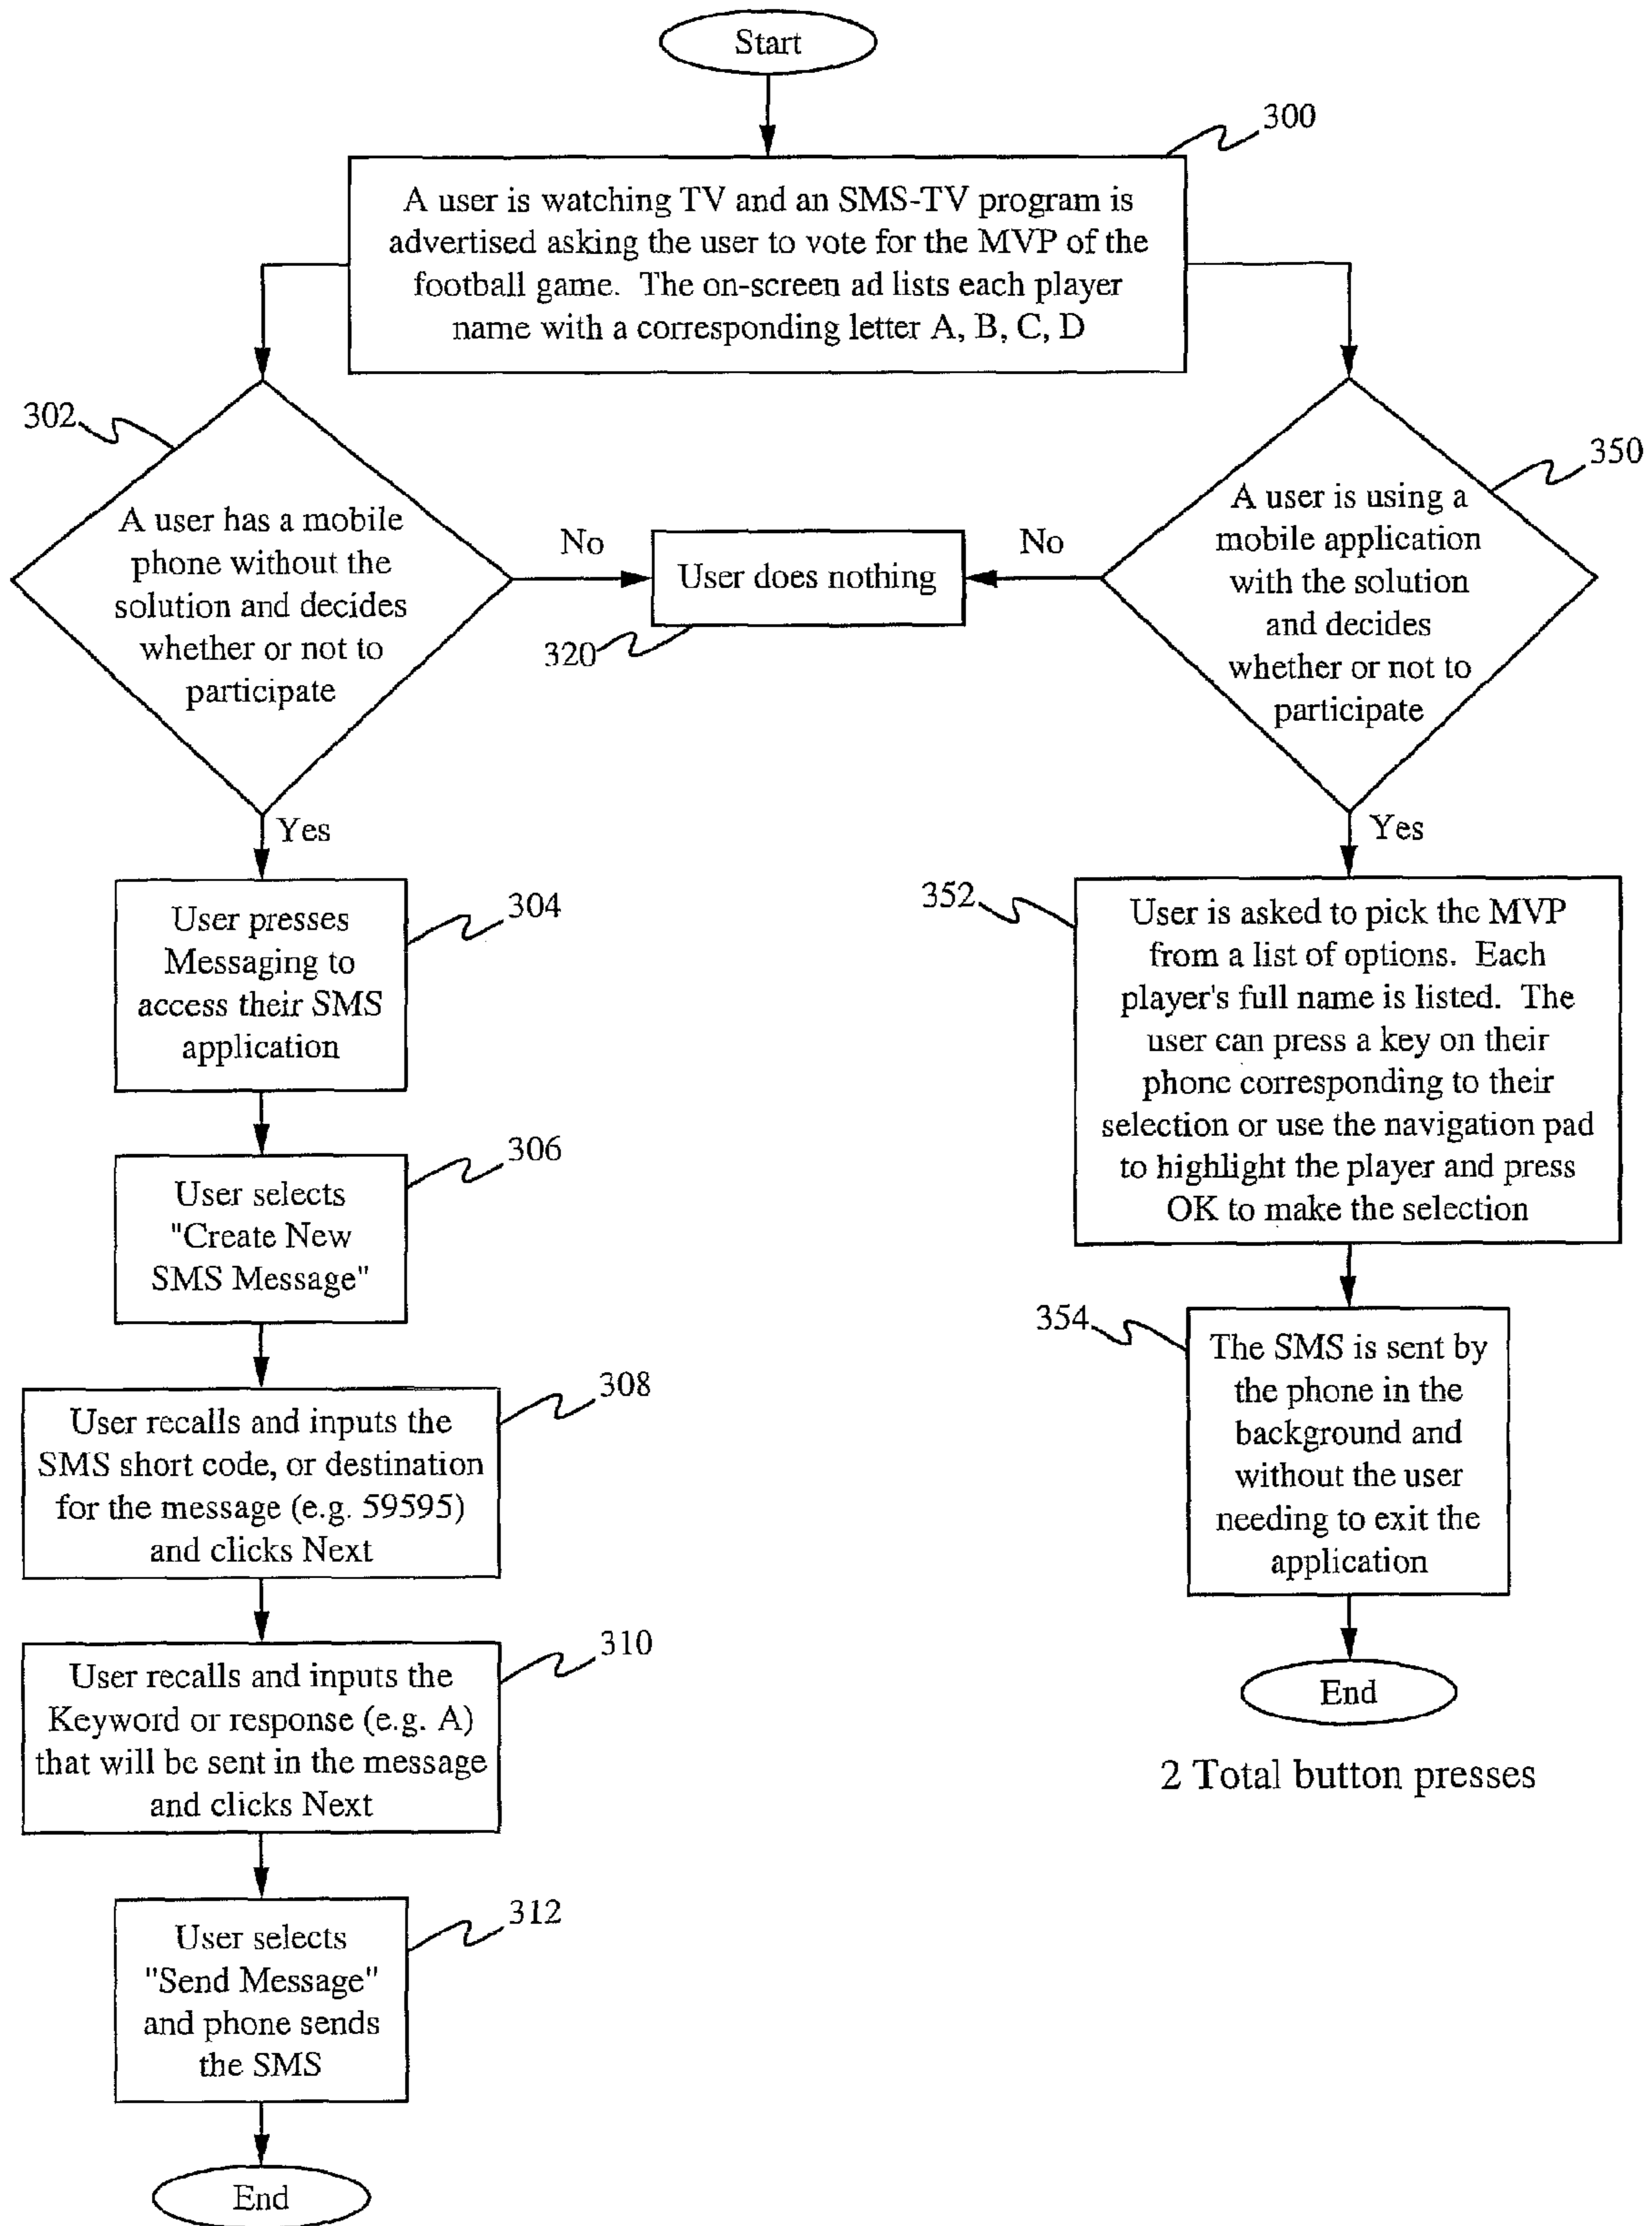 Start
300
A user is watching TV and an SMS-TV program is
advertised asking the user to vote for the MVP of the
football game. The on-screen ad lists each player
name with a corresponding letter A, B, C, D
302
A user has a mobile
phone without the
solution and decides
whether or not to
participate
No
User does nothing
320
No
350
A user is using a
mobile application
with the solution
and decides
whether or not to
participate
Yes
304
User presses
Messaging to
access their SMS
application
306
User selects
"Create New
SMS Message"
308
User recalls and inputs the
SMS short code, or destination
for the message (e.g. 59595)
and clicks Next
310
User recalls and inputs the
Keyword or response (e.g. A)
that will be sent in the message
and clicks Next
312
User selects
"Send Message"
and phone sends
the SMS
End
Yes
352
User is asked to pick the MVP
from a list of options. Each
player's full name is listed. The
user can press a key on their
phone corresponding to their
selection or use the navigation pad
to highlight the player and press
OK to make the selection
354
The SMS is sent by
the phone in the
background and
without the user
needing to exit the
application
End
2 Total button presses